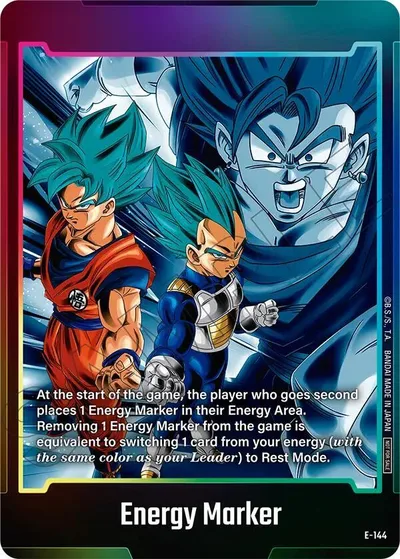 At the start of the game, the player who goes second
places 1 Energy Marker in their Energy Area.
Removing 1 Energy Marker from the game is
equivalent to switching 1 card from your energy (with
the same color as your Leader) to Rest Mode.
©B.S./S., T.A. BANDAI MADE IN JAPAN
NOT FOR SALE
Energy Marker
E-144